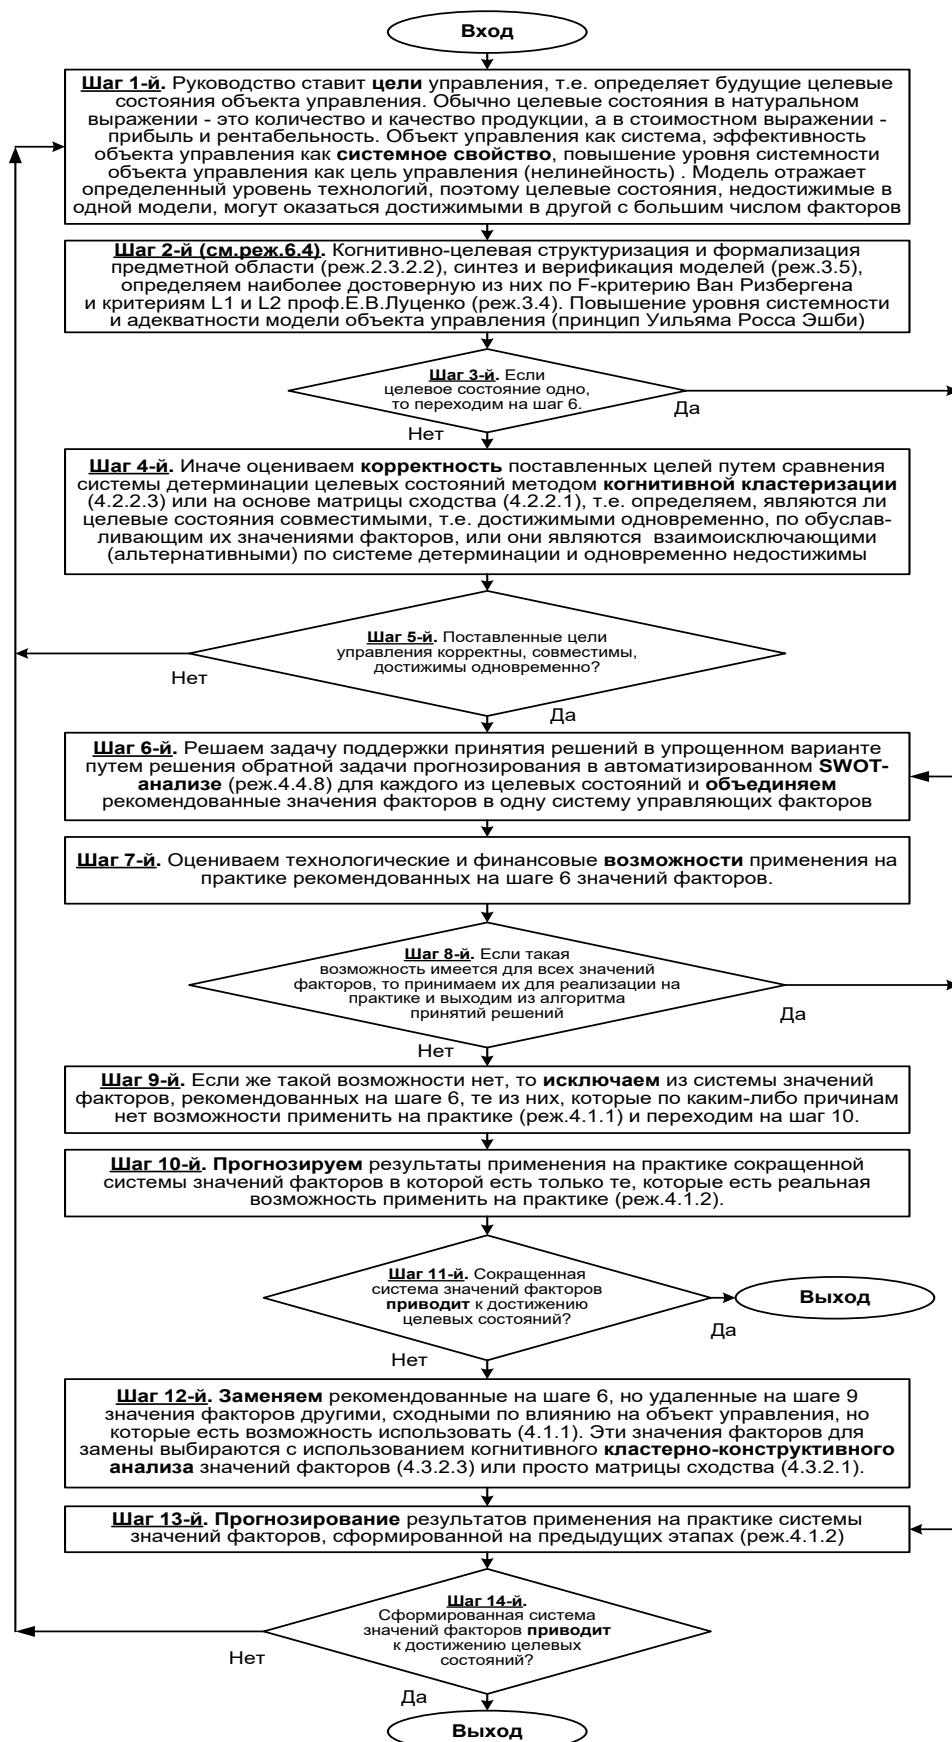 Вход
Шаг 1-й. Руководство ставит цели управления, т.е. определяет будущие целевые
состояния объекта управления. Обычно целевые состояния в натуральном
выражении - это количество и качество продукции, а в стоимостном выражении -
прибыль и рентабельность. Объект управления как система, эффективность
объекта управления как системное свойство, повышение уровня системности
объекта управления как цель управления (нелинейность) . Модель отражает
определенный уровень технологий, поэтому целевые состояния, недостижимые в
одной модели, могут оказаться достижимыми в другой с большим числом факторов
Шаг 2-й (см.реж.6.4). Когнитивно-целевая структуризация и формализация
предметной области (реж.2.3.2.2), синтез и верификация моделей (реж.3.5),
определяем наиболее достоверную из них по F-критерию Ван Ризбергена
и критериям L1 и L2 проф.Е.В.Луценко (реж.3.4). Повышение уровня системности
и адекватности модели объекта управления (принцип Уильяма Росса Эшби)
Шаг 3-й. Если
целевое состояние одно,
то переходим на шаг 6.
Да
Нет
Шаг 4-й. Иначе оцениваем корректность поставленных целей путем сравнения
системы детерминации целевых состояний методом когнитивной кластеризации
(4.2.2.3) или на основе матрицы сходства (4.2.2.1), т.е. определяем, являются ли
целевые состояния совместимыми, т.е. достижимыми одновременно, по обуслав-
ливающим их значениями факторов, или они являются взаимоисключающими
(альтернативными) по системе детерминации и одновременно недостижимы
Шаг 5-й. Поставленные цели
управления корректны, совместимы,
достижимы одновременно?
Нет
Да
Шаг 6-й. Решаем задачу поддержки принятия решений в упрощенном варианте
путем решения обратной задачи прогнозирования в автоматизированном SWOT-
анализе (реж.4.4.8) для каждого из целевых состояний и объединяем
рекомендованные значения факторов в одну систему управляющих факторов
Шаг 7-й. Оцениваем технологические и финансовые возможности применения на
практике рекомендованных на шаге 6 значений факторов.
Шаг 8-й. Если такая
возможность имеется для всех значений
факторов, то принимаем их для реализации на
практике и выходим из алгоритма
принятий решений
Да
Нет
Шаг 9-й. Если же такой возможности нет, то исключаем из системы значений
факторов, рекомендованных на шаге 6, те из них, которые по каким-либо причинам
нет возможности применить на практике (реж.4.1.1) и переходим на шаг 10.
Шаг 10-й. Прогнозируем результаты применения на практике сокращенной
системы значений факторов в которой есть только те, которые есть реальная
возможность применить на практике (реж.4.1.2).
Шаг 11-й. Сокращенная
система значений факторов
приводит к достижению
целевых состояний?
Выход
Да
Нет
Шаг 12-й. Заменяем рекомендованные на шаге 6, но удаленные на шаге 9
значения факторов другими, сходными по влиянию на объект управления, но
которые есть возможность использовать (4.1.1). Эти значения факторов для
замены выбираются с использованием когнитивного кластерно-конструктивного
анализа значений факторов (4.3.2.3) или просто матрицы сходства (4.3.2.1).
Шаг 13-й. Прогнозирование результатов применения на практике системы
значений факторов, сформированной на предыдущих этапах (реж.4.1.2)
Шаг 14-й.
Сформированная система
значений факторов приводит
к достижению целевых
состояний?
Нет
Да
Выход